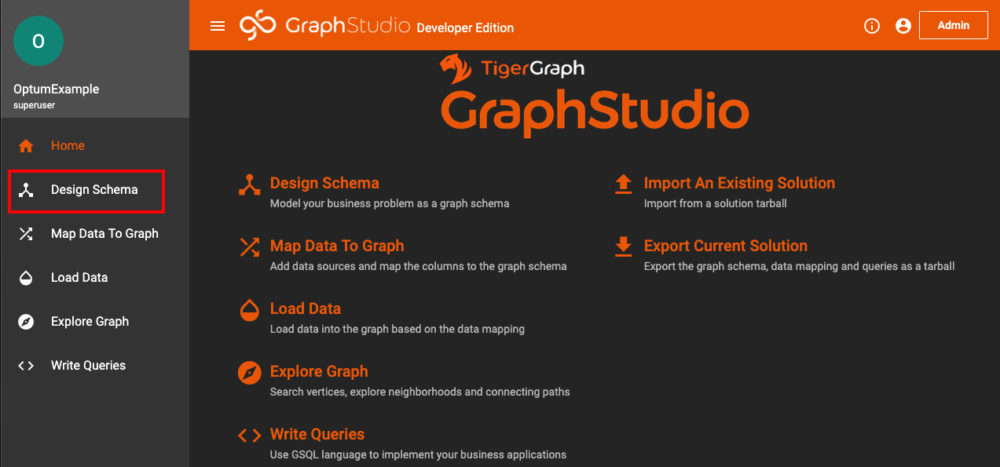 O
OptumExample
superuser
Home
Design Schema
Map Data To Graph
Load Data
Explore Graph
Write Queries
GraphStudio Developer Edition
Admin
TigerGraph
GraphStudio
Design Schema
Model your business problem as a graph schema
Map Data To Graph
Add data sources and map the columns to the graph schema
Load Data
Load data into the graph based on the data mapping
Explore Graph
Search vertices, explore neighborhoods and connecting paths
Write Queries
Use GSQL language to implement your business applications
Import An Existing Solution
Import from a solution tarball
Export Current Solution
Export the graph schema, data mapping and queries as a tarball